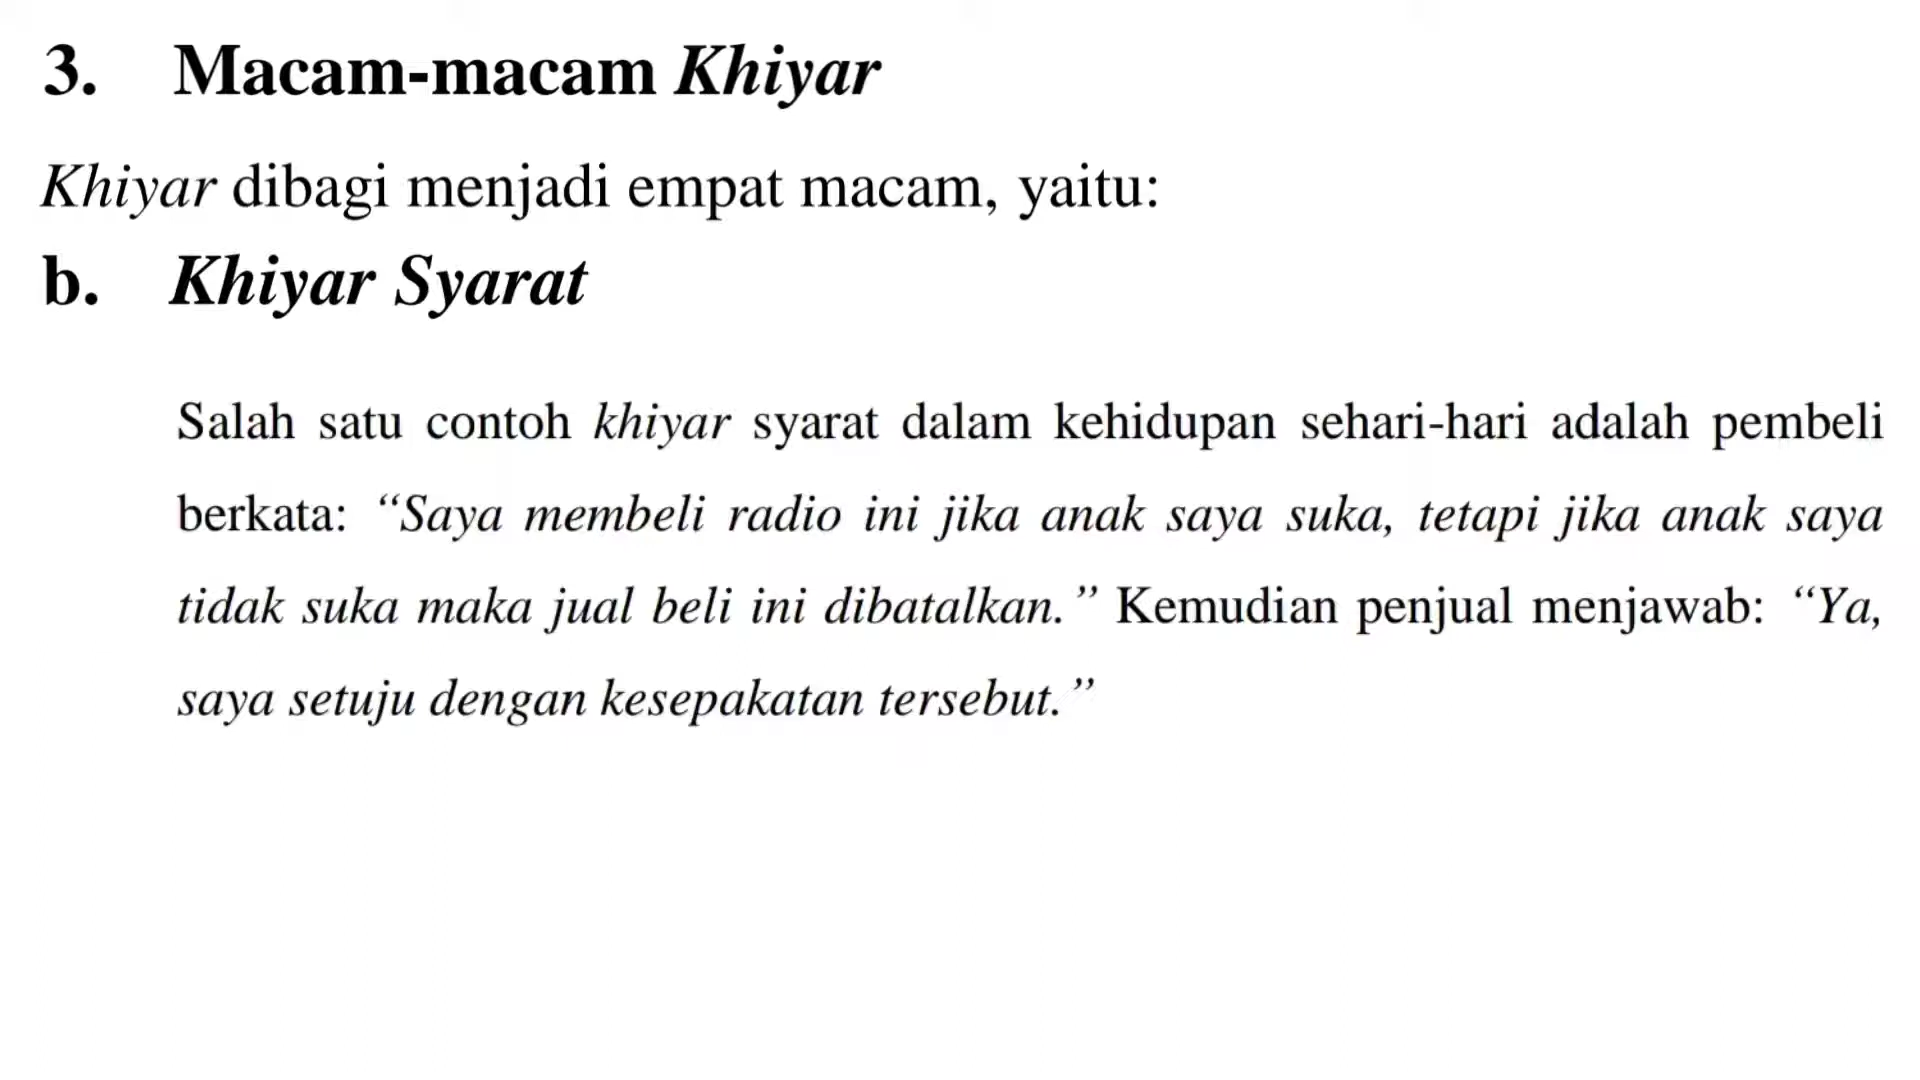 3. Macam-macam Khiyar
Khiyar dibagi menjadi empat macam, yaitu:
b. Khiyar Syarat
Salah satu contoh khiyar syarat dalam kehidupan sehari-hari adalah pembeli
berkata: “Saya membeli radio ini jika anak saya suka, tetapi jika anak saya
tidak suka maka jual beli ini dibatalkan.” Kemudian penjual menjawab: “Ya,
saya setuju dengan kesepakatan tersebut.”